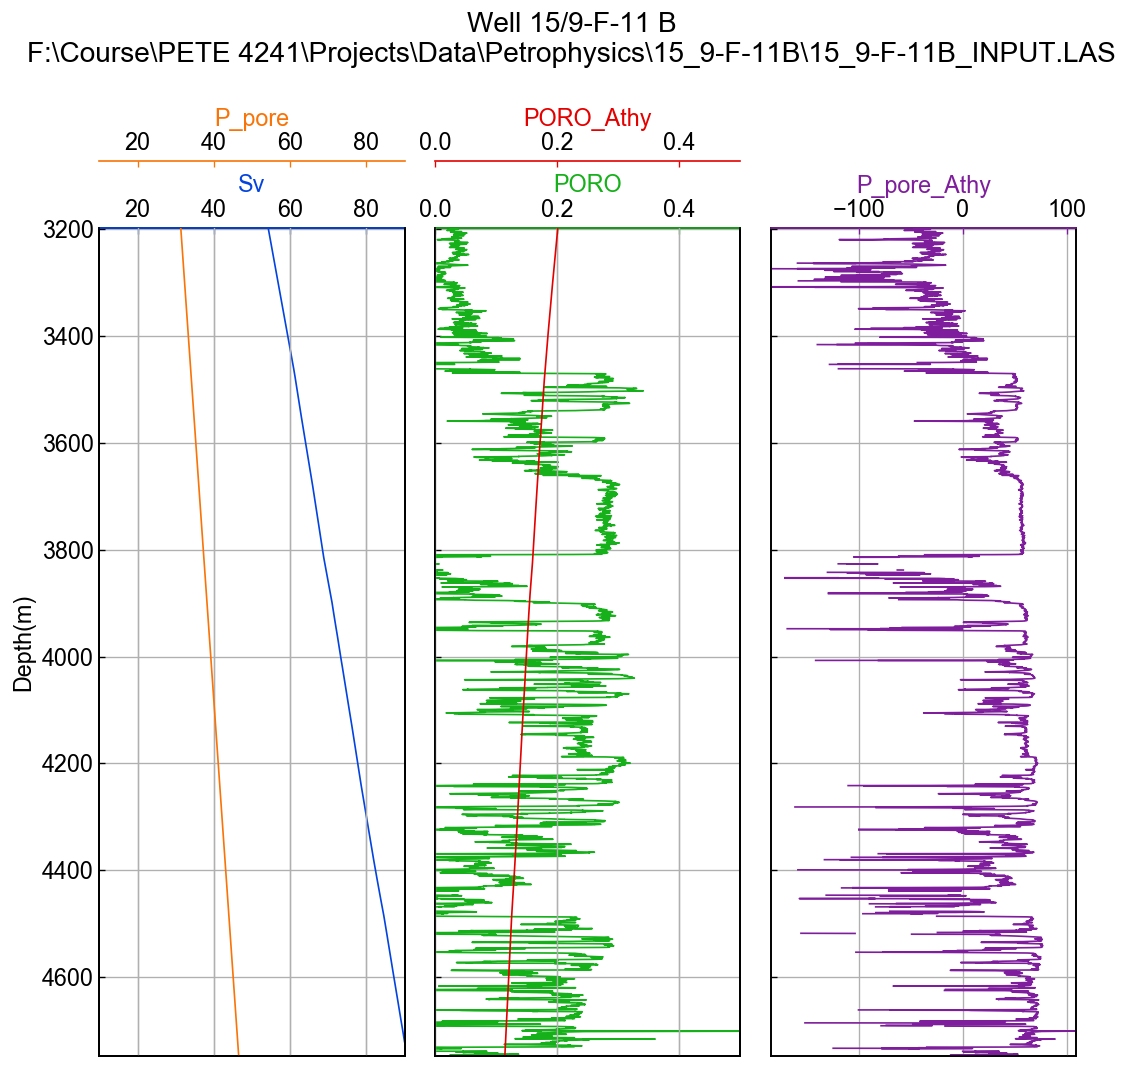 Well 15/9-F-11 B
F:\Course\PETE 4241\Projects\Data\Petrophysics\15_9-F-11B\15_9-F-11B_INPUT.LAS
P_pore
20 40 60 80
PORO_Athy
0.0 0.2 0.4
Sv
20 40 60 80
PORO
0.0 0.2 0.4
P_pore_Athy
−100 0 100
Depth(m)
3200
3400
3600
3800
4000
4200
4400
4600